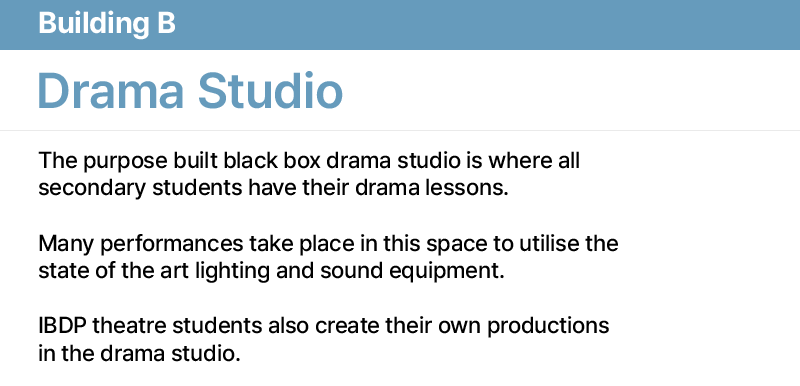 Building B
Drama Studio
The purpose built black box drama studio is where all
secondary students have their drama lessons.
Many performances take place in this space to utilise the
state of the art lighting and sound equipment.
IBDP theatre students also create their own productions
in the drama studio.